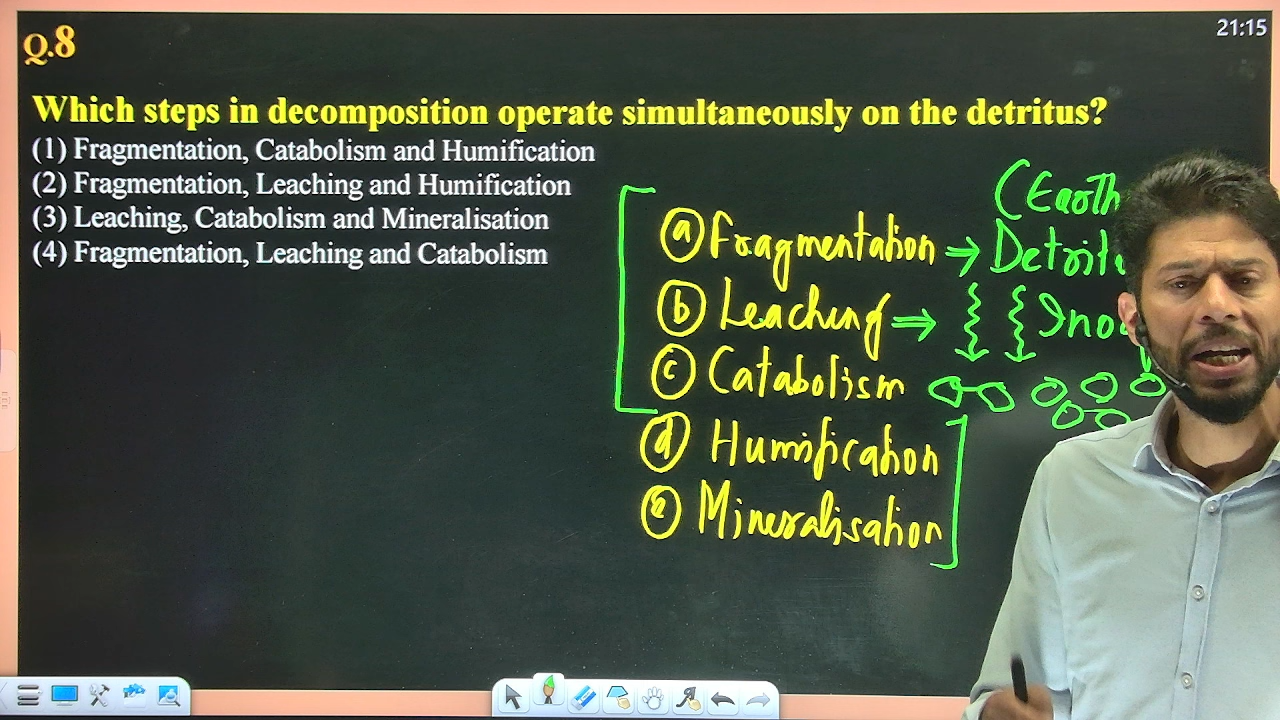 21:15
Q.8
Which steps in decomposition operate simultaneously on the detritus?
(1) Fragmentation, Catabolism and Humification
(2) Fragmentation, Leaching and Humification
(3) Leaching, Catabolism and Mineralisation
(4) Fragmentation, Leaching and Catabolism
(Earth
a Fragmentation → Detrit
b Leaching ⇒ Ino
c Catabolism
d Humification
e Mineralisation